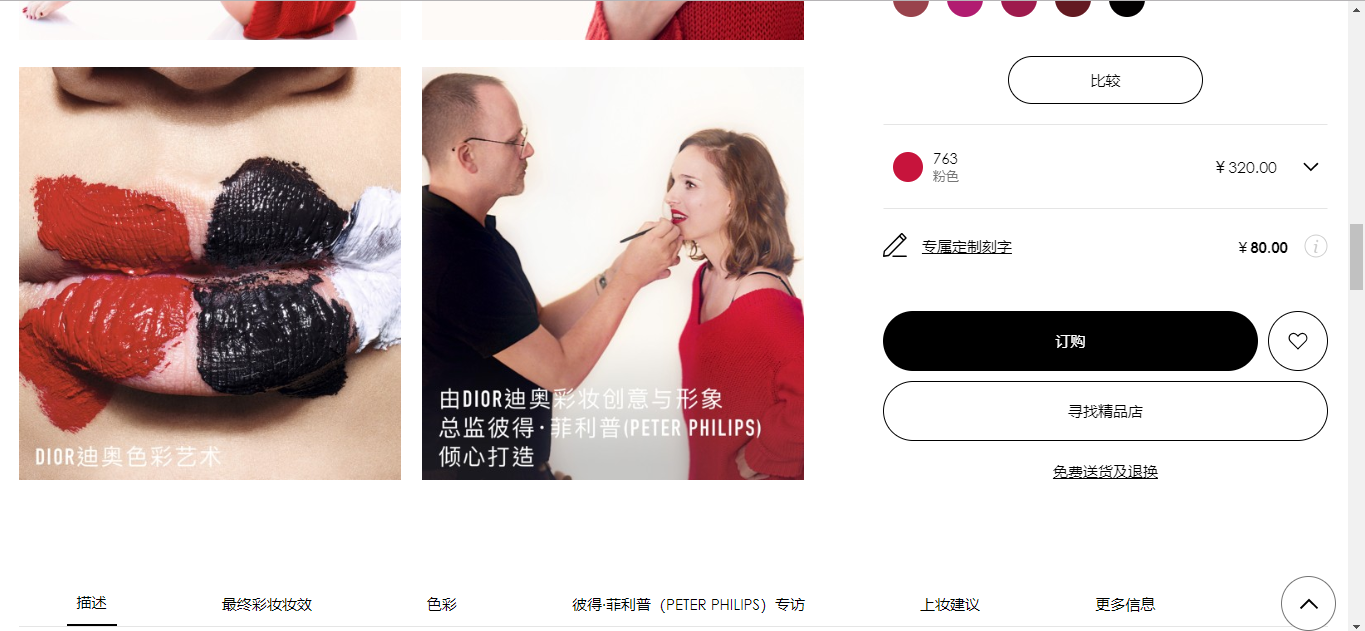 比较
763
粉色
¥ 320.00
专属定制刻字
¥ 80.00
i
订购
寻找精品店
免费送货及退换
DIOR迪奥色彩艺术
由DIOR迪奥彩妆创意与形象
总监彼得·菲利普(PETER PHILIPS)
倾心打造
描述
最终彩妆妆效
色彩
彼得·菲利普（PETER PHILIPS）专访
上妆建议
更多信息